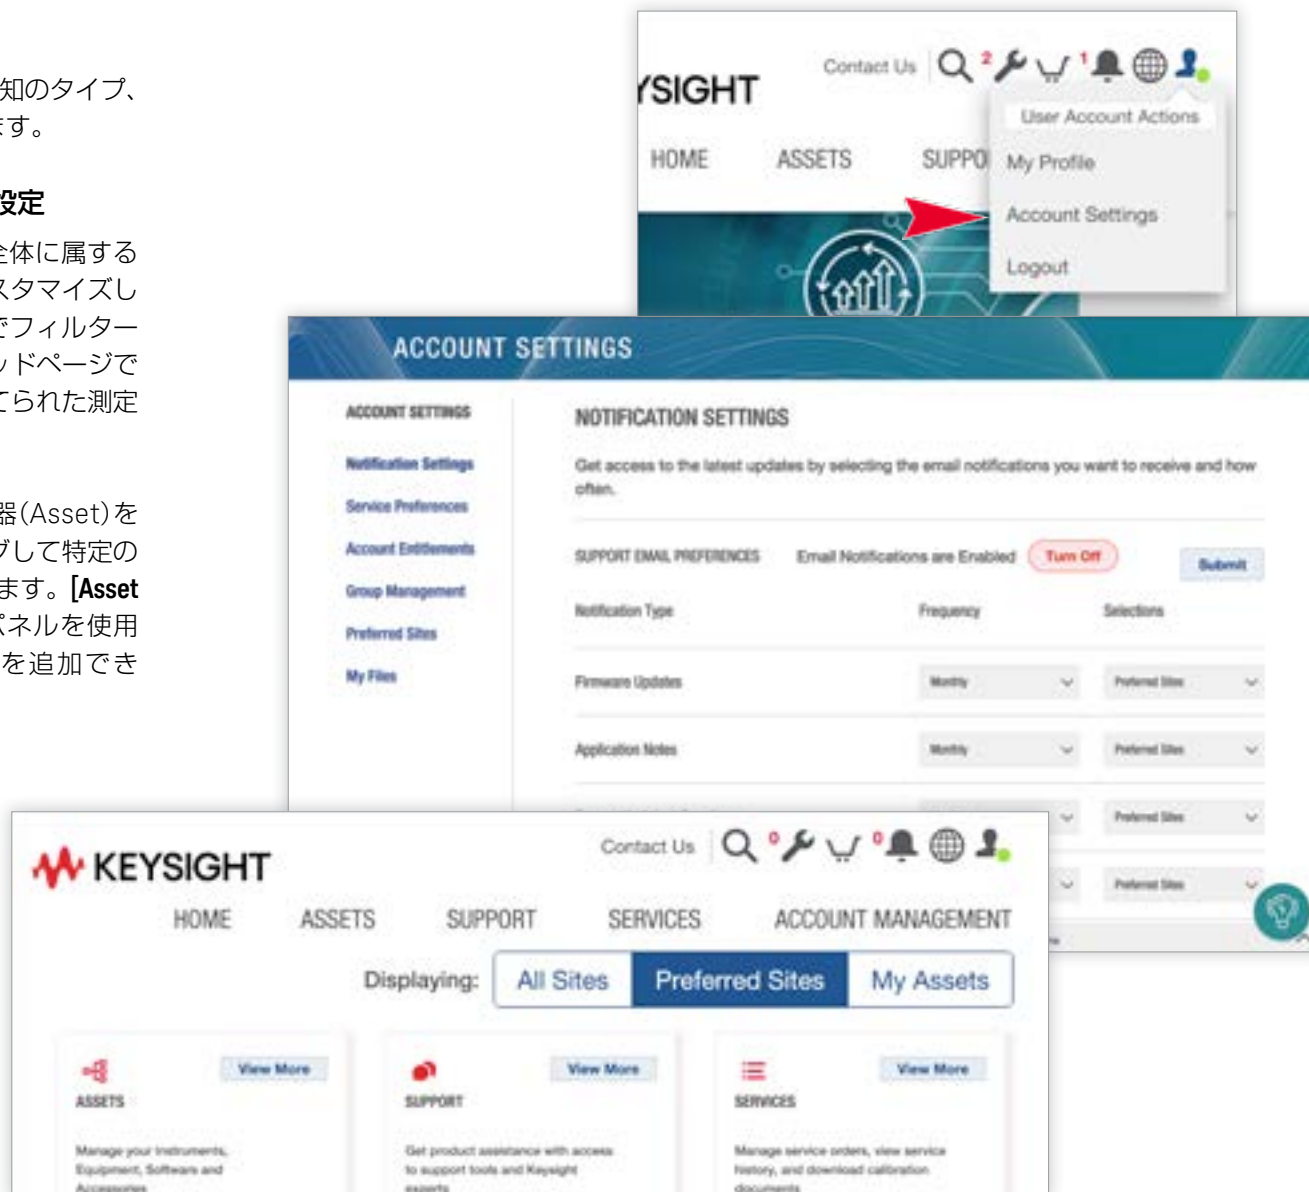 知のタイプ、
ます。
設定
全体に属する
スタマイズし
でフィルター
ッドページで
てられた測定
器(Asset)を
グして特定の
ます。[Asset
パネルを使用
を追加でき
YSIGHT
Contact Us
2
1
User Account Actions
My Profile
Account Settings
Logout
HOME ASSETS SUPPO
ACCOUNT SETTINGS
ACCOUNT SETTINGS
Notification Settings
Service Preferences
Account Entitlements
Group Management
Preferred Sites
My Files
NOTIFICATION SETTINGS
Get access to the latest updates by selecting the email notifications you want to receive and how
often.
SUPPORT EMAIL PREFERENCES Email Notifications are Enabled Turn Off Submit
Notification Type Frequency Selections
Firmware Updates Monthly Preferred Sites
Application Notes Monthly Preferred Sites
Preferred Sites
Preferred Sites
KEYSIGHT
Contact Us 0 0
HOME ASSETS SUPPORT SERVICES ACCOUNT MANAGEMENT
Displaying: All Sites Preferred Sites My Assets
View More
ASSETS
Manage your Instruments,
Equipment, Software and
Accessories
View More
SUPPORT
Get product assistance with access
to support tools and Keysight
experts
View More
SERVICES
Manage service orders, view service
history, and download calibration
documents